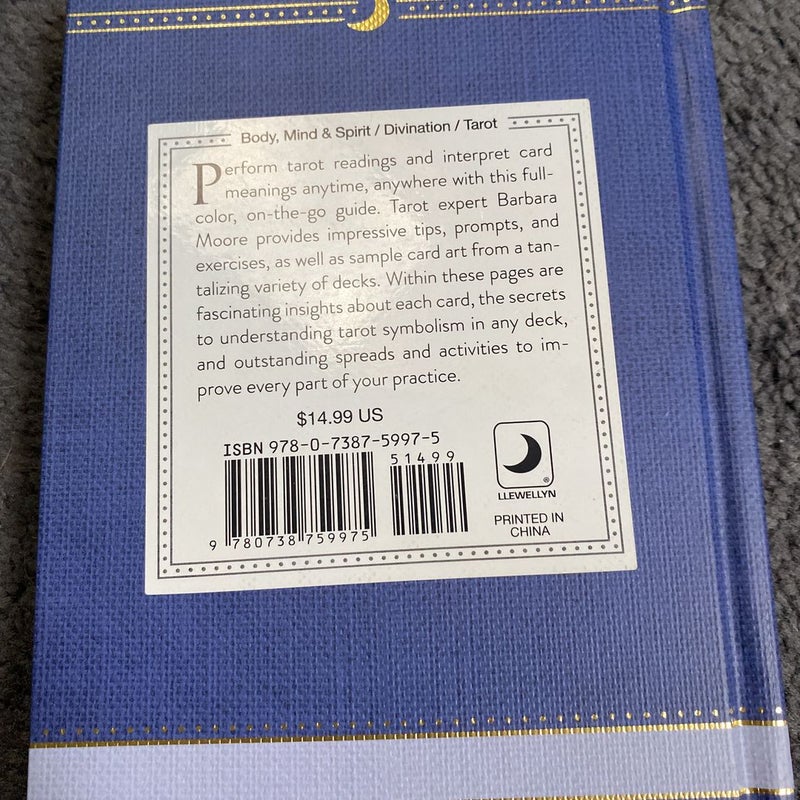 Body, Mind & Spirit / Divination / Tarot
Perform tarot readings and interpret card
meanings anytime, anywhere with this full-
color, on-the-go guide. Tarot expert Barbara
Moore provides impressive tips, prompts, and
exercises, as well as sample card art from a tan-
talizing variety of decks. Within these pages are
fascinating insights about each card, the secrets
to understanding tarot symbolism in any deck,
and outstanding spreads and activities to im-
prove every part of your practice.
$14.99 US
ISBN 978-0-7387-5997-5
51499
9 780738 759975
®
LLEWELLYN
PRINTED IN
CHINA